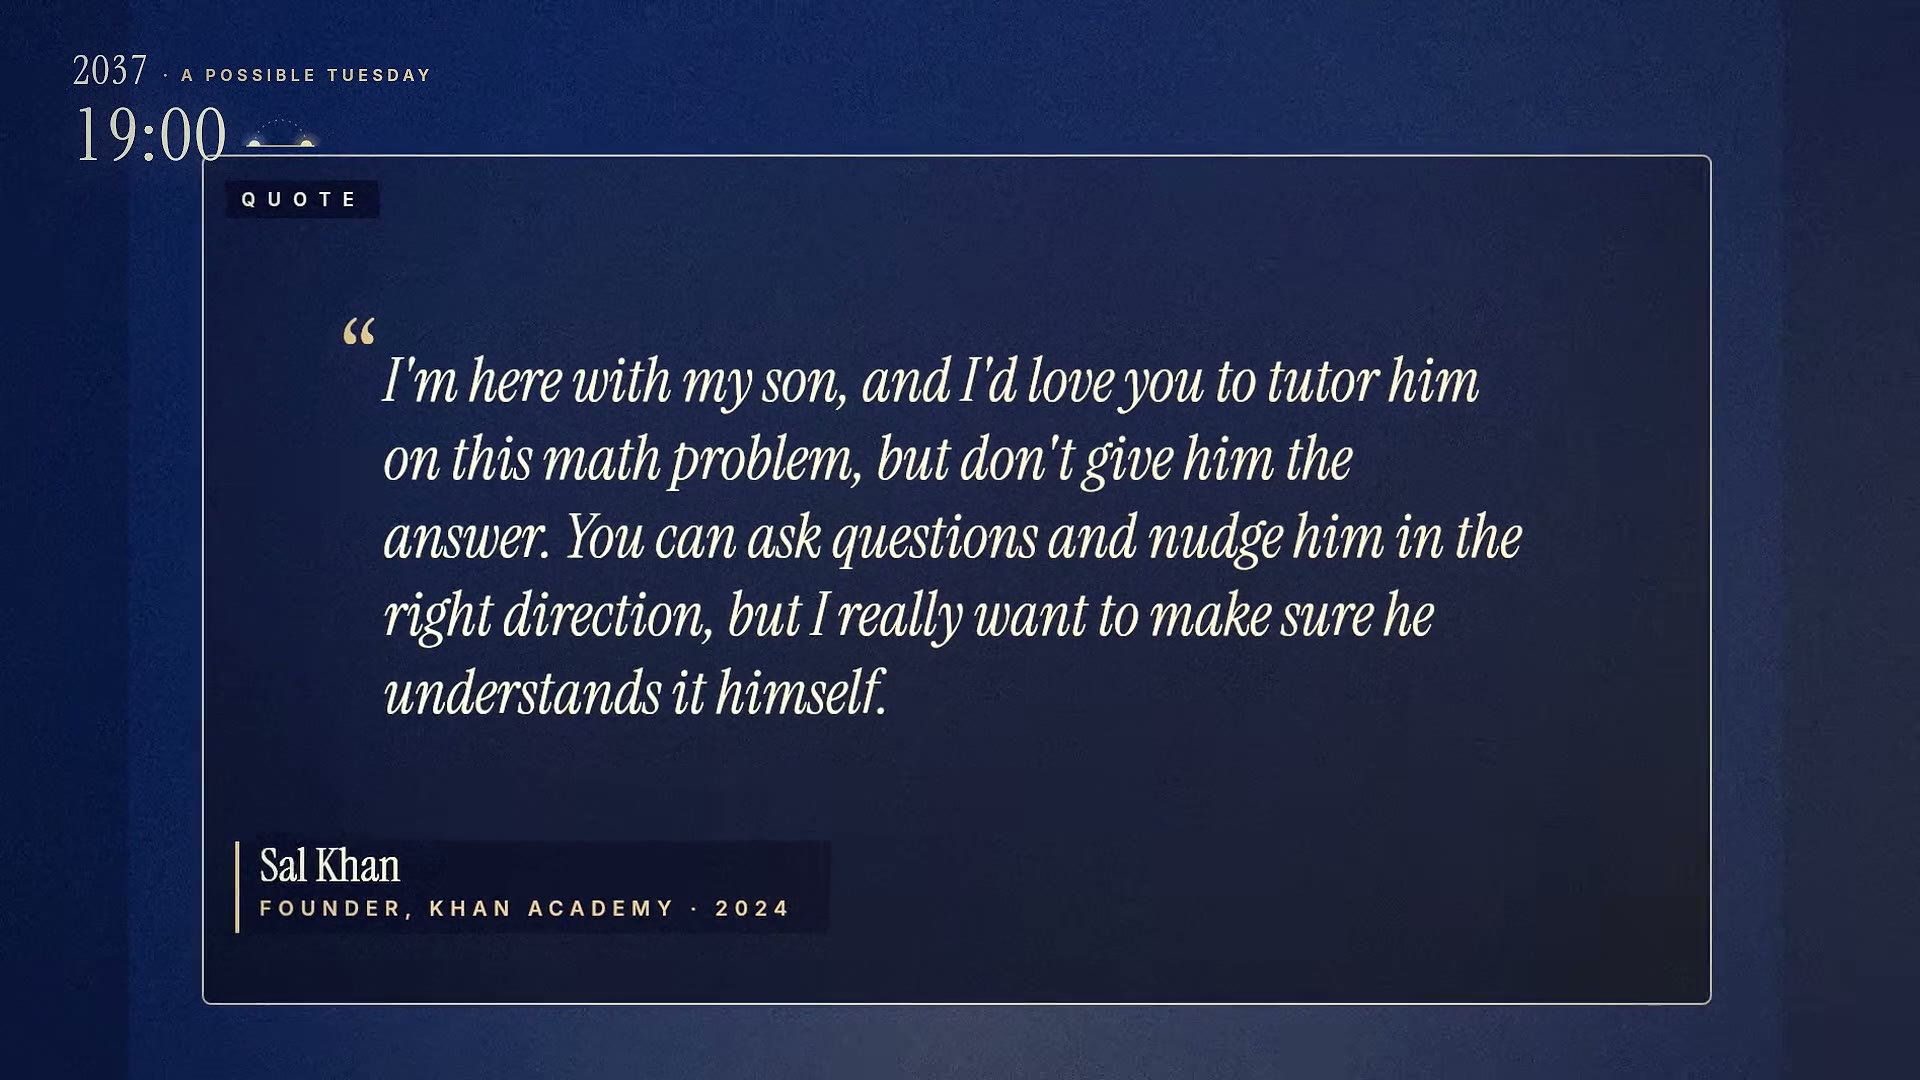 2037 · A POSSIBLE TUESDAY
19:00
QUOTE
“I'm here with my son, and I'd love you to tutor him
on this math problem, but don't give him the
answer. You can ask questions and nudge him in the
right direction, but I really want to make sure he
understands it himself.
Sal Khan
FOUNDER, KHAN ACADEMY · 2024